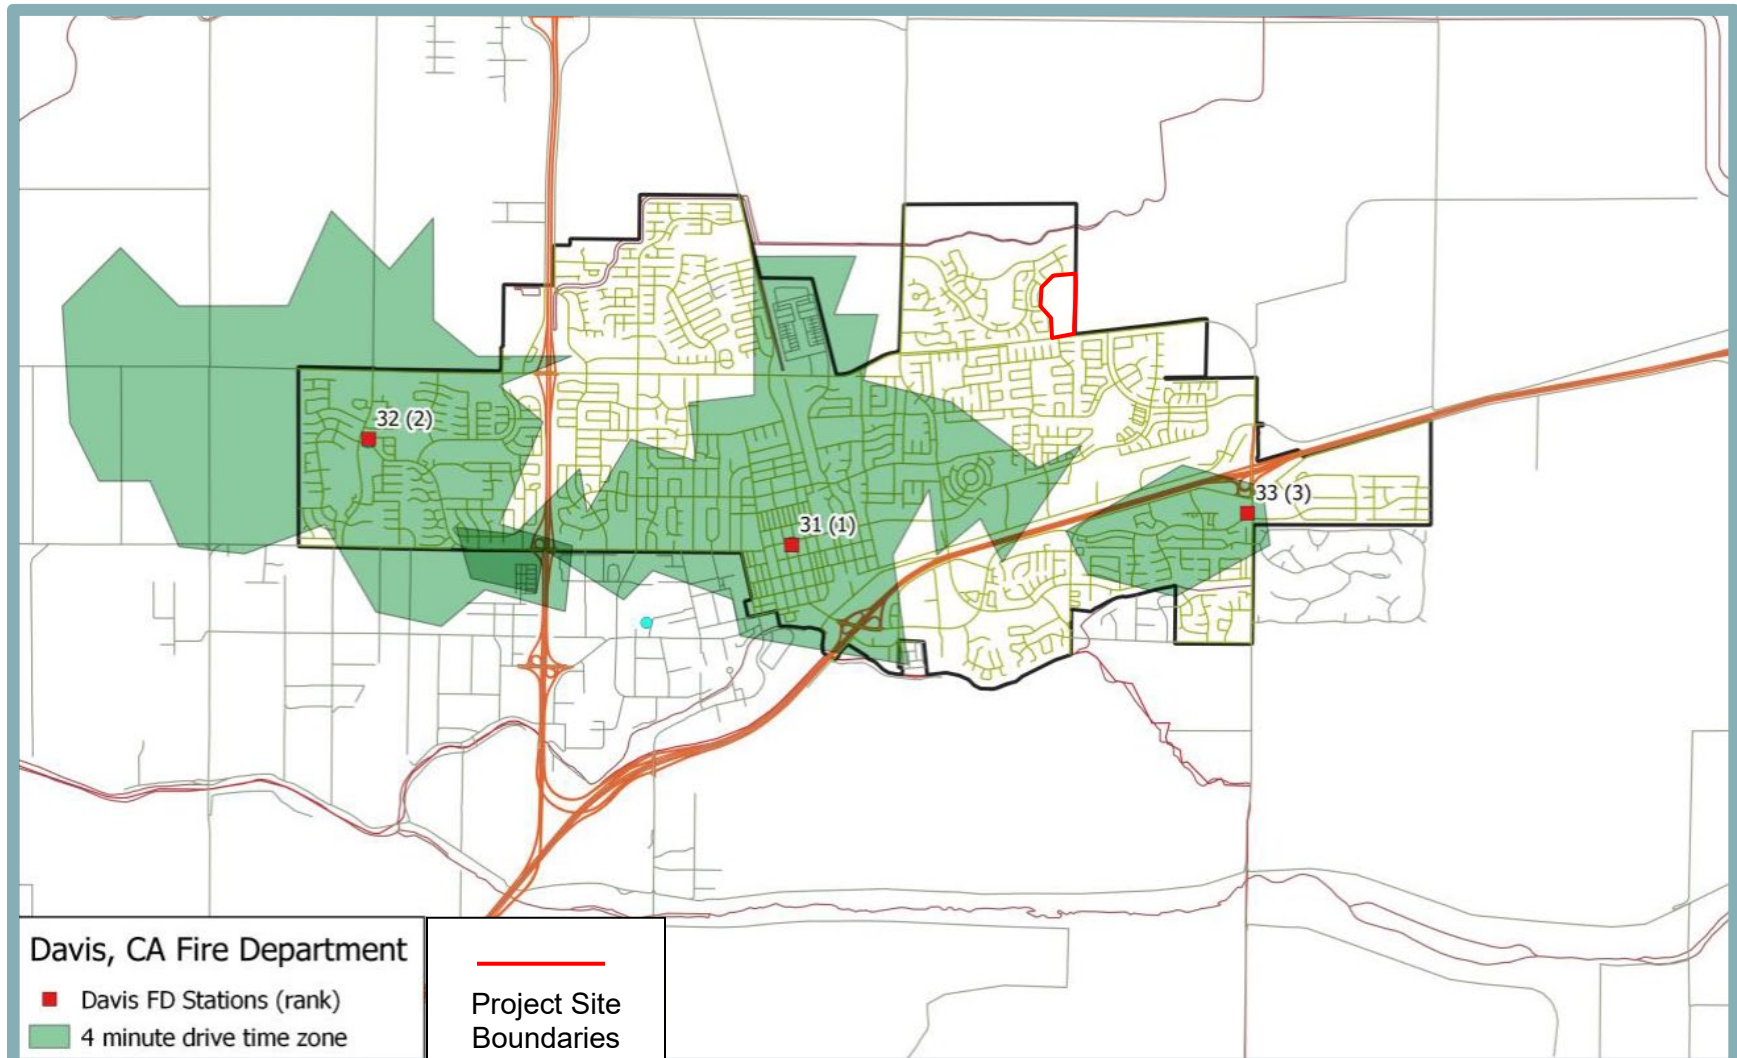 32 (2)
33 (3)
31 (1)
Davis, CA Fire Department
Davis FD Stations (rank)
4 minute drive time zone
Project Site
Boundaries